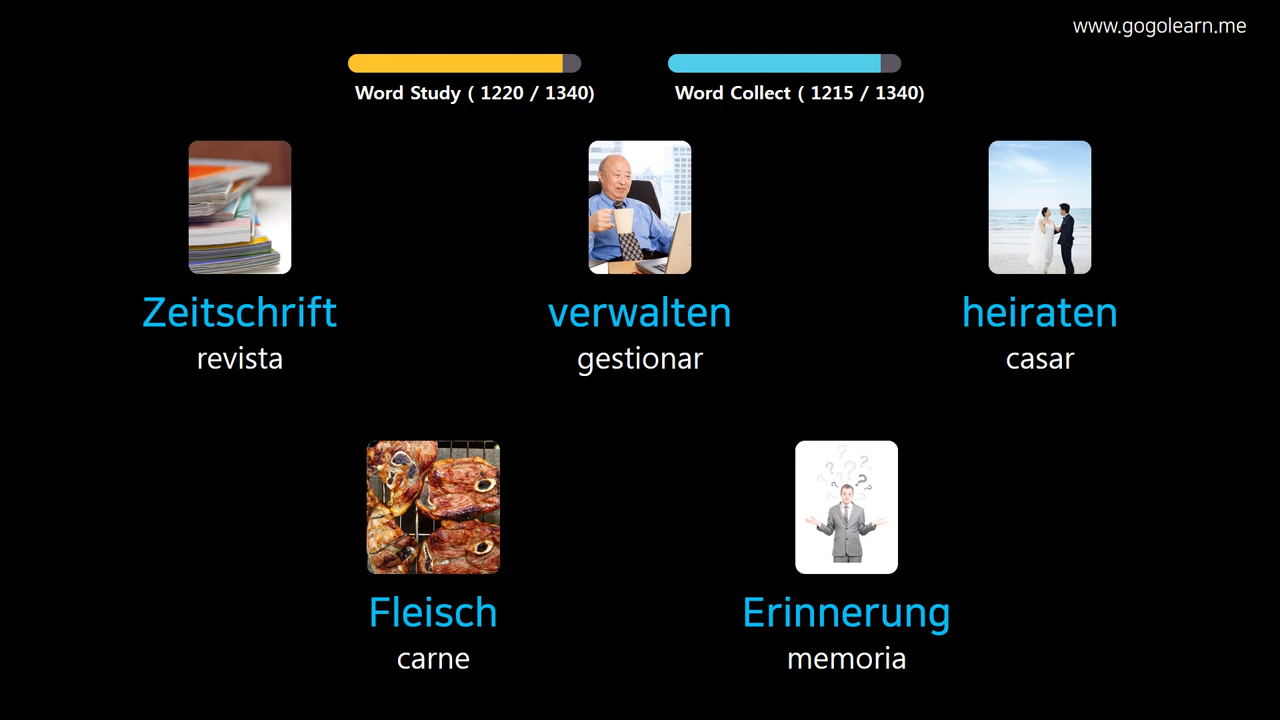 www.gogolearn.me
Word Study ( 1220 / 1340)
Word Collect ( 1215 / 1340)
Zeitschrift
revista
verwalten
gestionar
heiraten
casar
Fleisch
carne
Erinnerung
memoria